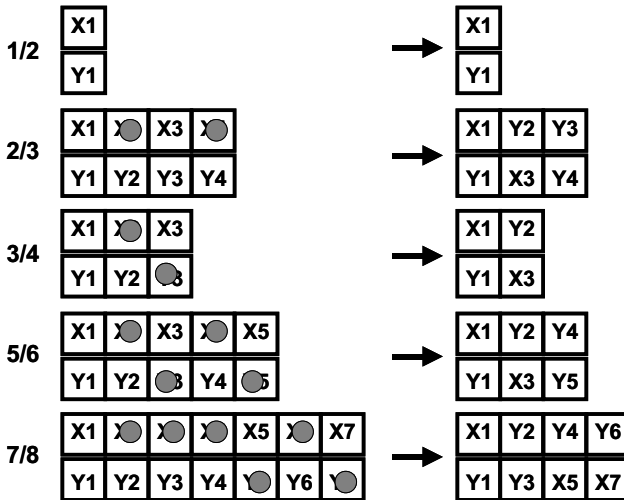 X1 X1
1/2
Y1 Y1
X1 X3 X1 Y2 Y3
2/3
Y1 Y2 Y3 Y4 Y1 X3 Y4
X1 X3 X1 Y2
3/4
Y1 Y2 Y1 X3
X1 X3 X5 X1 Y2 Y4
5/6
Y1 Y2 Y4 Y1 X3 Y5
X1 X5 X7 X1 Y2 Y4 Y6
7/8
Y1 Y2 Y3 Y4 Y6 Y1 Y3 X5 X7